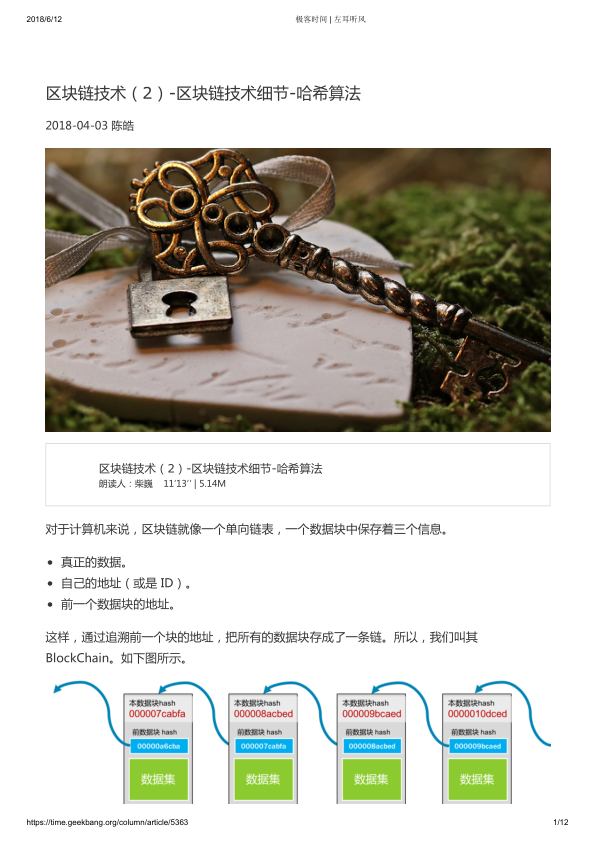 2018/6/12
极客时间 | 左耳听风
区块链技术（2）-区块链技术细节-哈希算法
2018-04-03 陈皓
区块链技术（2）-区块链技术细节-哈希算法
朗读人：柴巍 11’13’’ | 5.14M
对于计算机来说，区块链就像一个单向链表，一个数据块中保存着三个信息。
真正的数据。
自己的地址（或是 ID）。
前一个数据块的地址。
这样，通过追溯前一个块的地址，把所有的数据块存成了一条链。所以，我们叫其
BlockChain。如下图所示。
本数据块hash
000007cabfa
前数据块 hash
00000a6cba
数据集
本数据块hash
000008acbed
前数据块 hash
000007cabfa
数据集
本数据块hash
000009bcaed
前数据块 hash
000008acbed
数据集
本数据块hash
0000010dced
前数据块 hash
000009bcaed
数据集
https://time.geekbang.org/column/article/5363
1/12